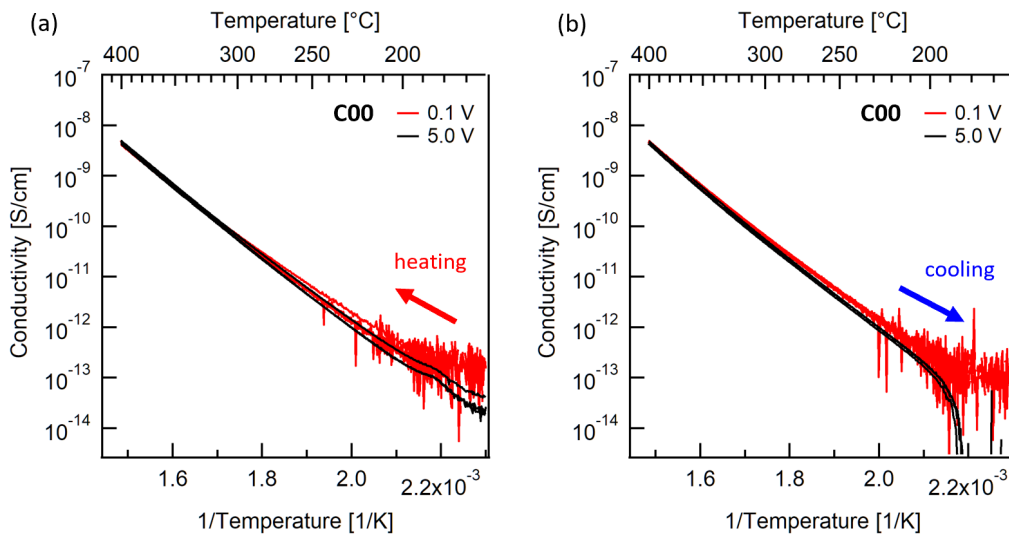 (a)
Temperature [°C]
400 300 250 200
10⁻⁷
10⁻⁸
10⁻⁹
10⁻¹⁰
10⁻¹¹
10⁻¹²
10⁻¹³
10⁻¹⁴
Conductivity [S/cm]
C00
0.1 V
5.0 V
heating
1.6 1.8 2.0 2.2x10⁻³
1/Temperature [1/K]
(b)
Temperature [°C]
400 300 250 200
10⁻⁷
10⁻⁸
10⁻⁹
10⁻¹⁰
10⁻¹¹
10⁻¹²
10⁻¹³
10⁻¹⁴
Conductivity [S/cm]
C00
0.1 V
5.0 V
cooling
1.6 1.8 2.0 2.2x10⁻³
1/Temperature [1/K]